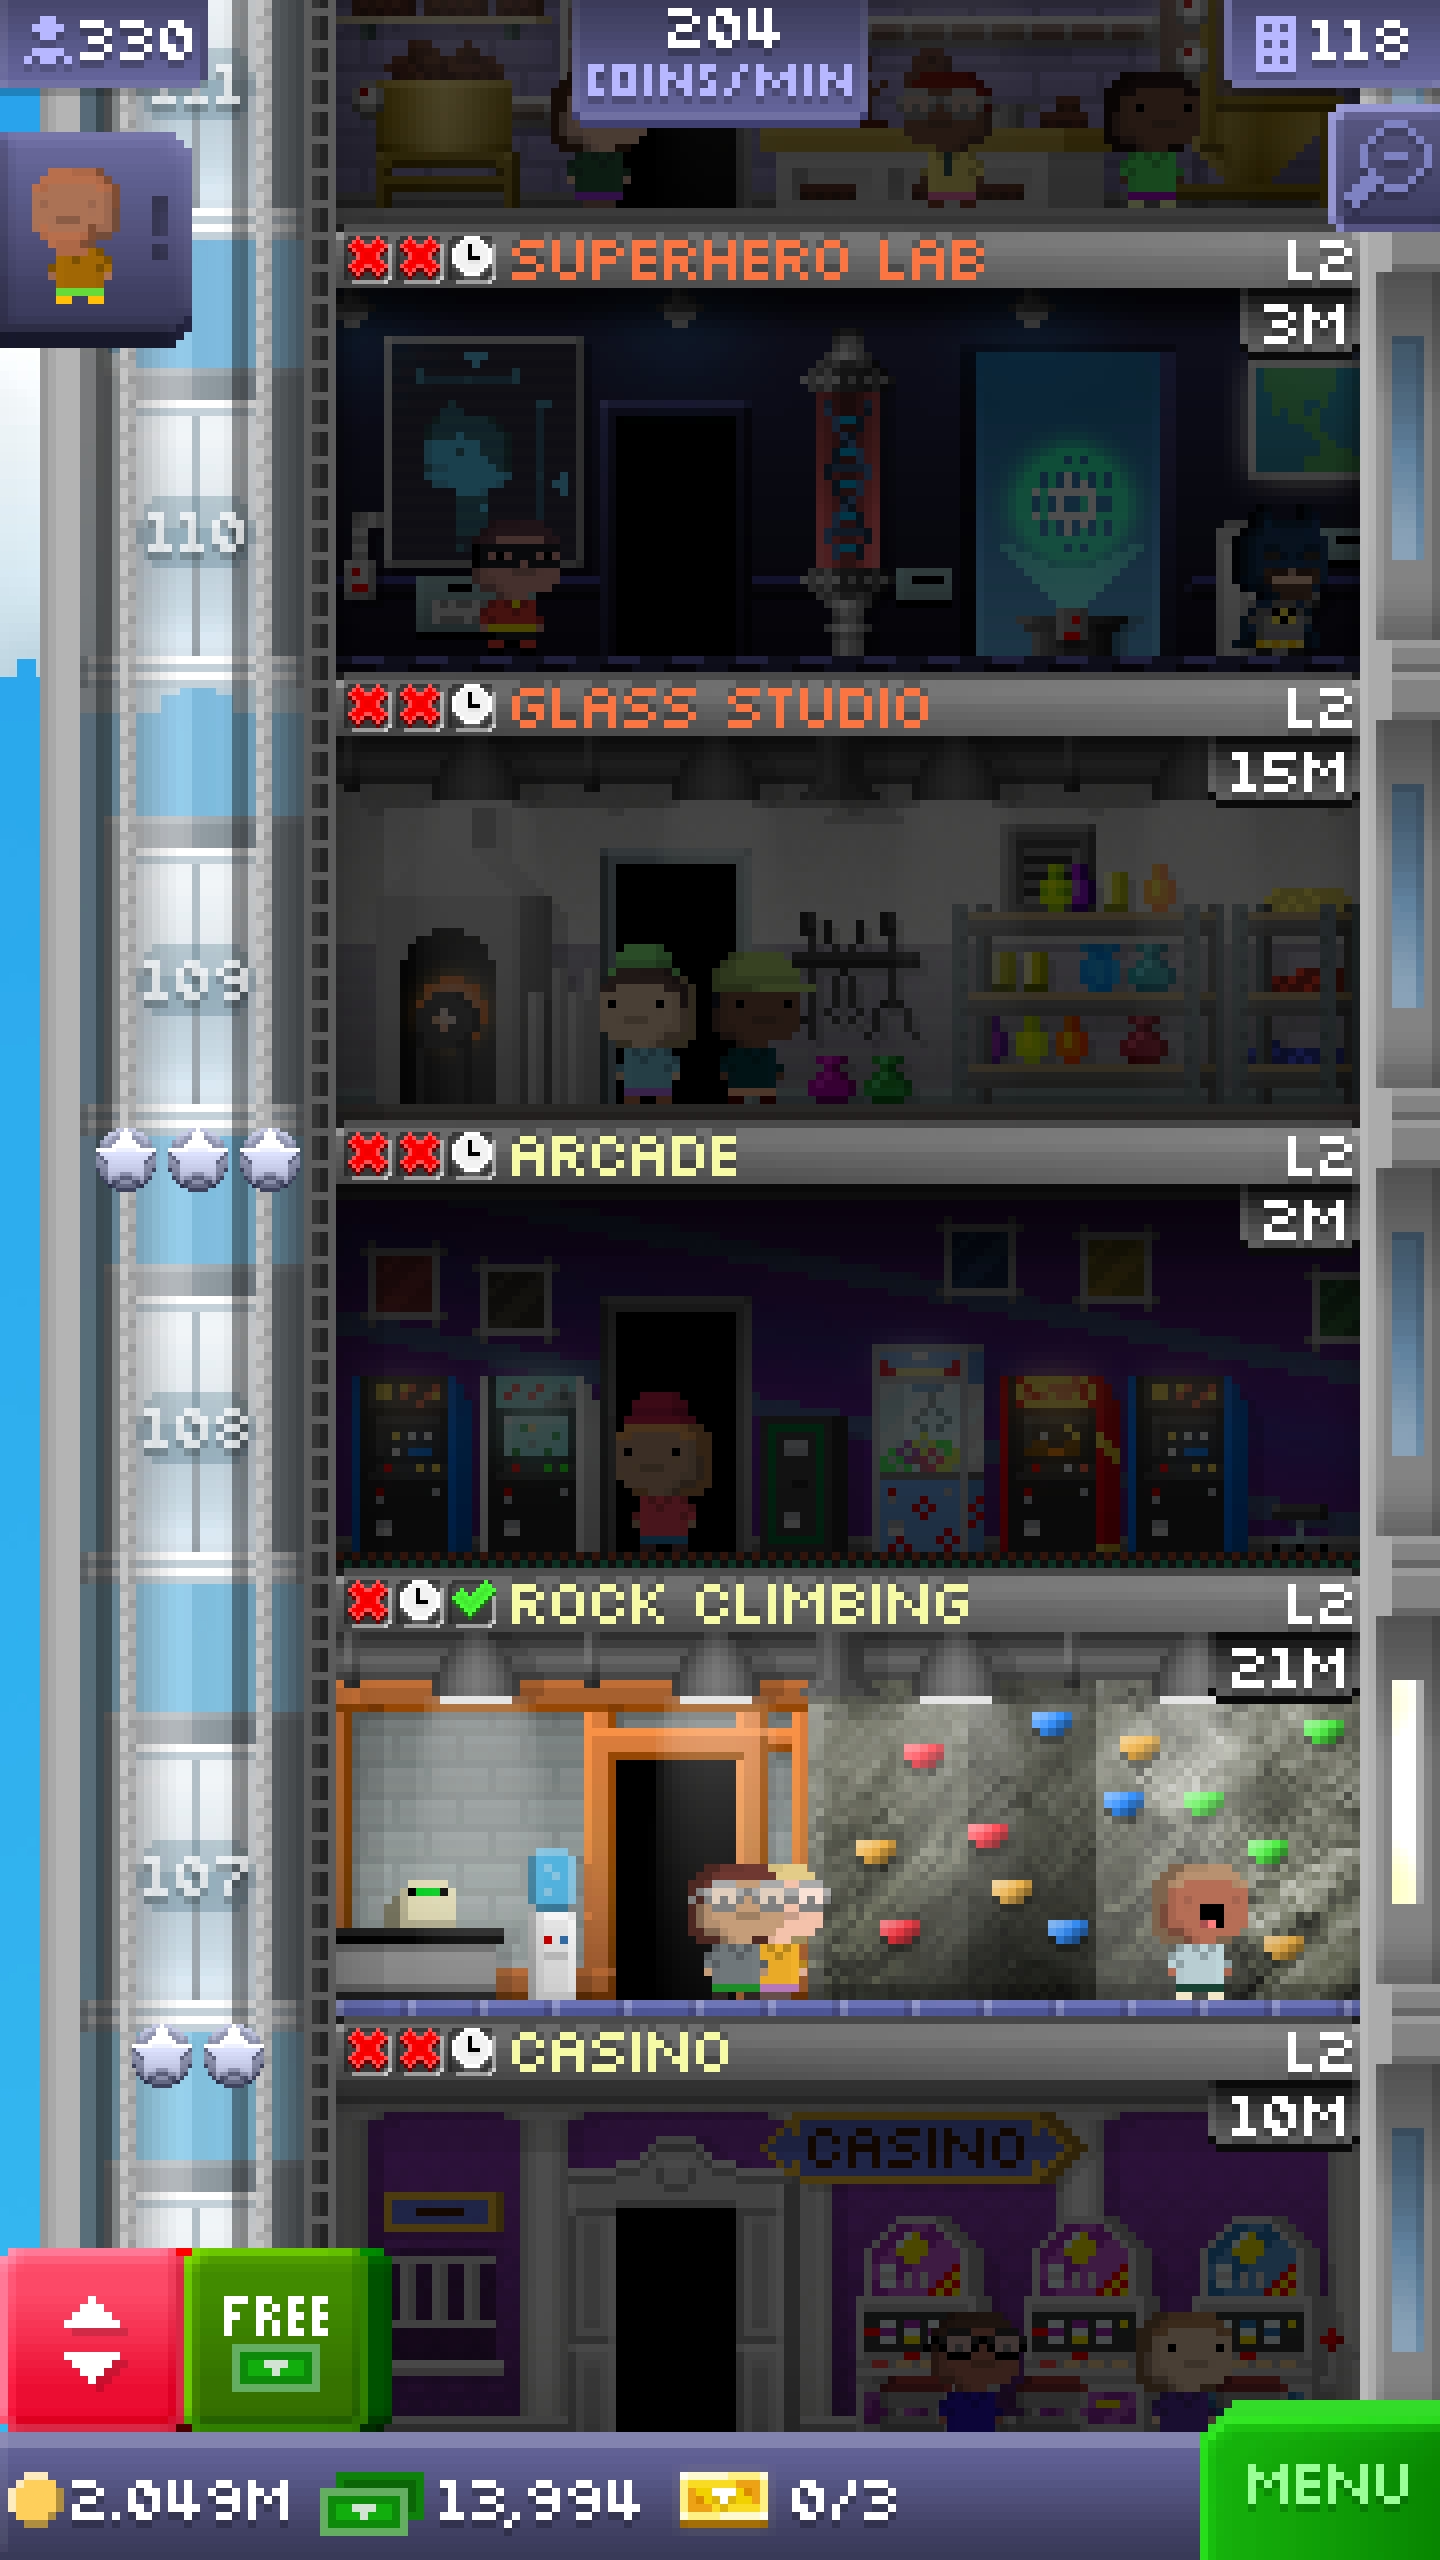 330
204
COINS/MIN
118
SUPERHERO LAB L2
3M
110
GLASS STUDIO L2
15M
109
ARCADE L2
2M
108
ROCK CLIMBING L2
21M
107
CASINO L2
10M
CASINO
FREE
2.049M 13,994 0/3
MENU